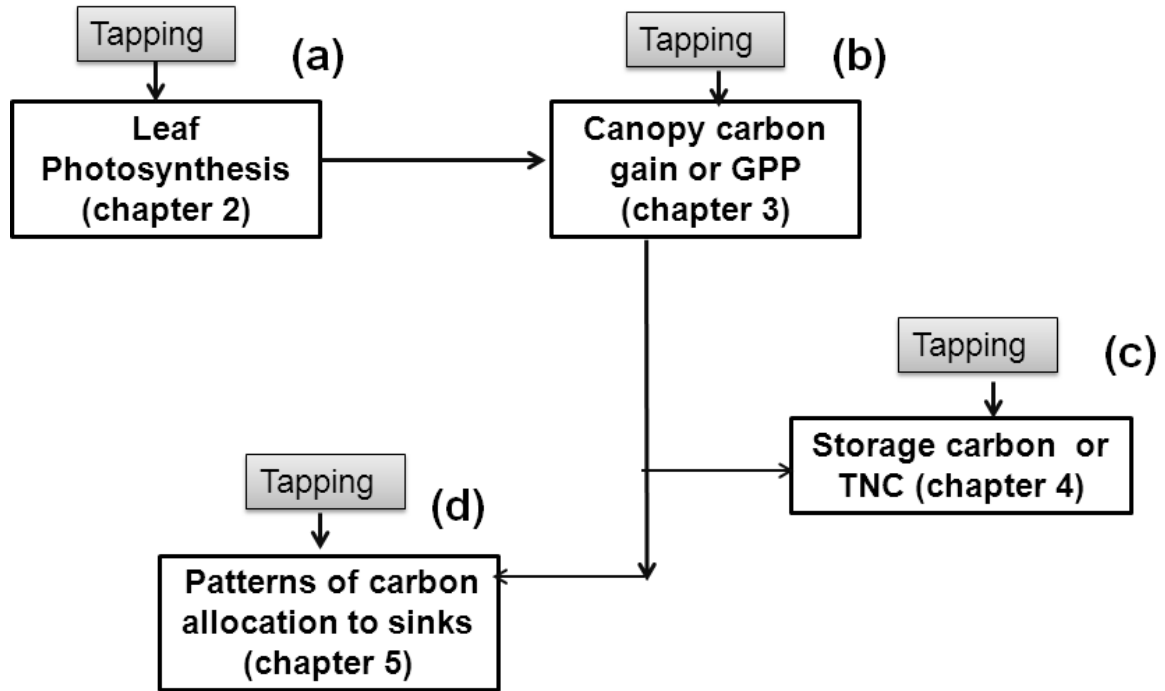 Tapping
(a)
Leaf
Photosynthesis
(chapter 2)
Tapping
(b)
Canopy carbon
gain or GPP
(chapter 3)
Tapping
(c)
Storage carbon or
TNC (chapter 4)
Tapping
(d)
Patterns of carbon
allocation to sinks
(chapter 5)